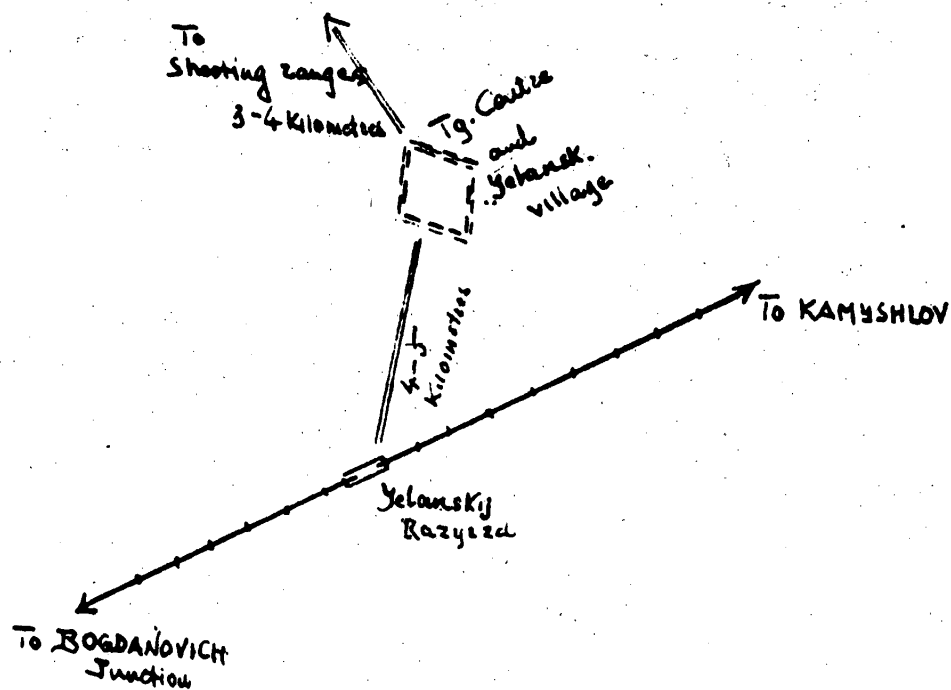 To
Shooting ranges
3-4 Kilometres
Tg. Centre
and
Yelansk.
village
4-5
Kilometres
To KAMYSHLOV
Yelanskij
Razyezd
To BOGDANOVICH
Junction